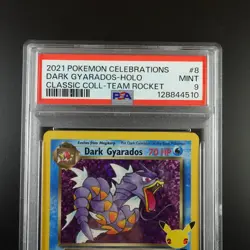 2021 POKEMON CELEBRATIONS #8
DARK GYARADOS-HOLO MINT
CLASSIC COLL-TEAM ROCKET PSA 9
128844510
Dark Gyarados 70 HP